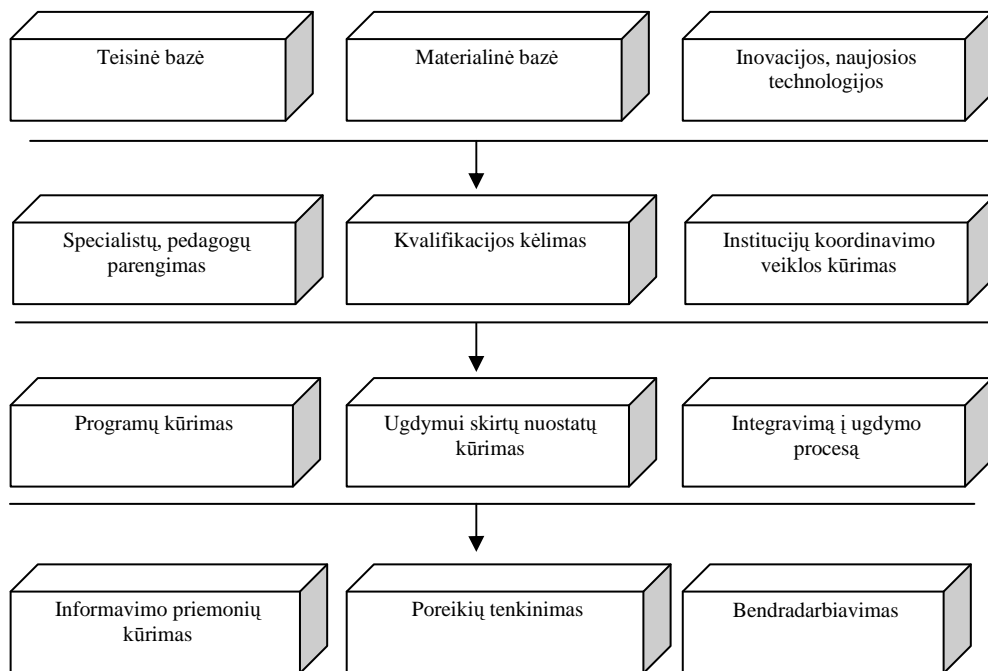 Teisinė bazė
Materialinė bazė
Inovacijos, naujosios
technologijos
Specialistų, pedagogų
parengimas
Kvalifikacijos kėlimas
Institucijų koordinavimo
veiklos kūrimas
Programų kūrimas
Ugdymui skirtų nuostatų
kūrimas
Integravimą į ugdymo
procesą
Informavimo priemonių
kūrimas
Poreikių tenkinimas
Bendradarbiavimas